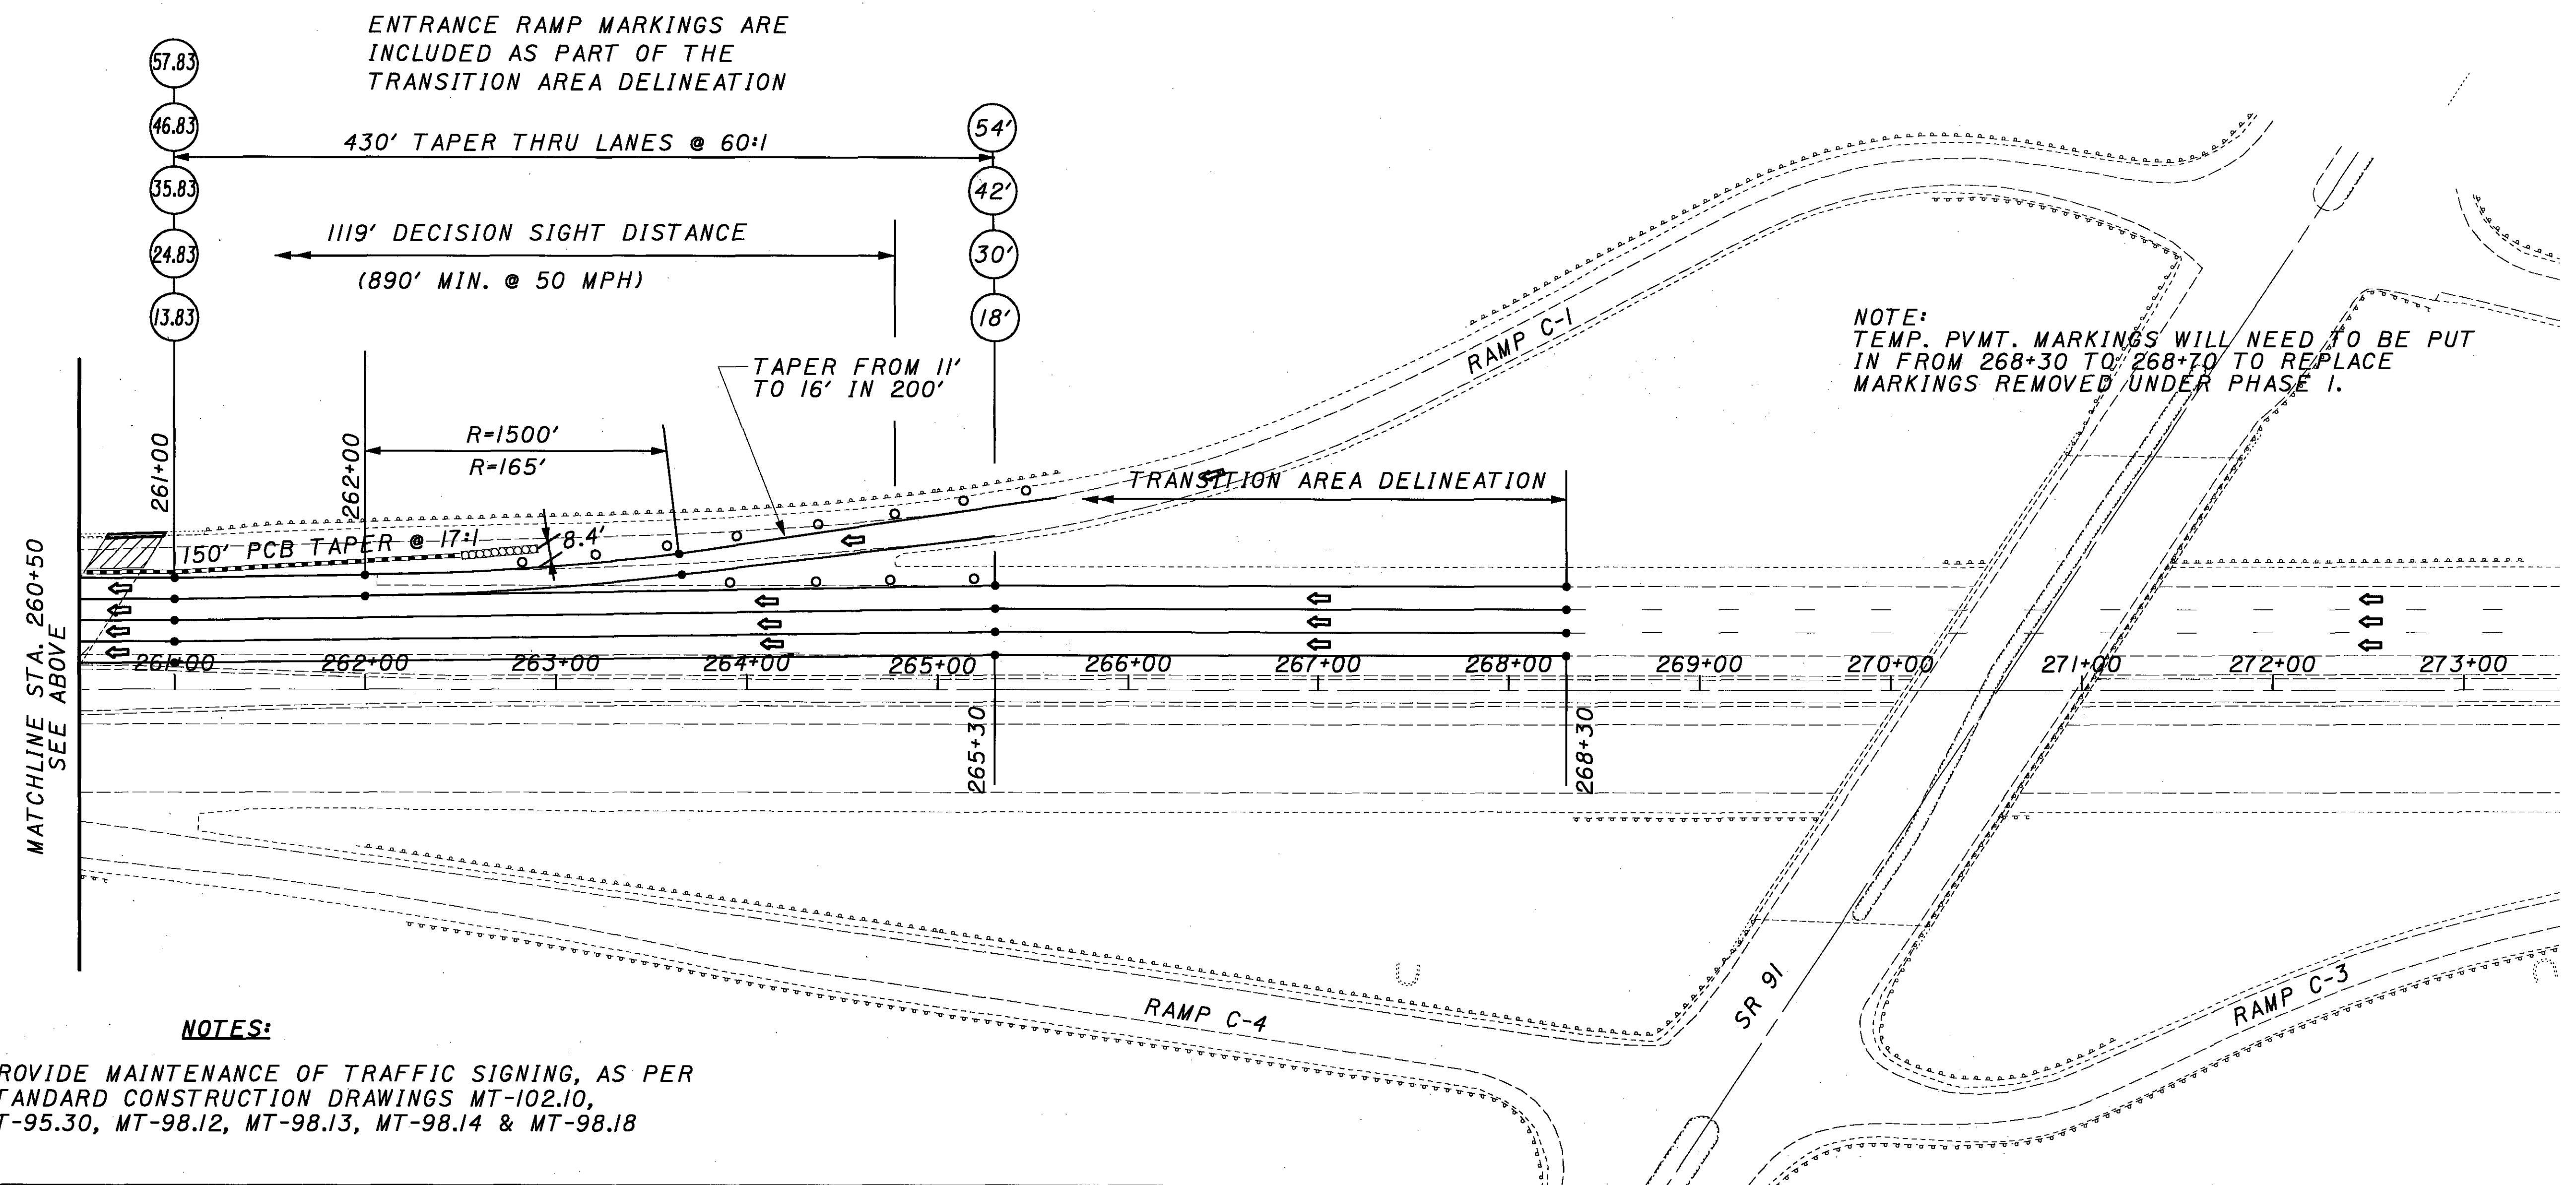 ENTRANCE RAMP MARKINGS ARE
INCLUDED AS PART OF THE
TRANSITION AREA DELINEATION
57.83
46.83
35.83
24.83
13.83
430' TAPER THRU LANES @ 60:1
54'
42'
30'
18'
1119' DECISION SIGHT DISTANCE
(890' MIN. @ 50 MPH)
TAPER FROM 11'
TO 16' IN 200'
R=1500'
R=165'
261+00
262+00
RAMP C-1
NOTE:
TEMP. PVMT. MARKINGS WILL NEED TO BE PUT
IN FROM 268+30 TO 268+70 TO REPLACE
MARKINGS REMOVED UNDER PHASE 1.
TRANSITION AREA DELINEATION
150' PCB TAPER @ 17:1
8.4'
MATCHLINE STA. 260+50
SEE ABOVE
261+00
262+00
263+00
264+00
265+00
266+00
267+00
268+00
269+00
270+00
271+00
272+00
273+00
265+30
268+30
RAMP C-4
SR 91
RAMP C-3
NOTES:
ROVIDE MAINTENANCE OF TRAFFIC SIGNING, AS PER
TANDARD CONSTRUCTION DRAWINGS MT-102.10,
T-95.30, MT-98.12, MT-98.13, MT-98.14 & MT-98.18